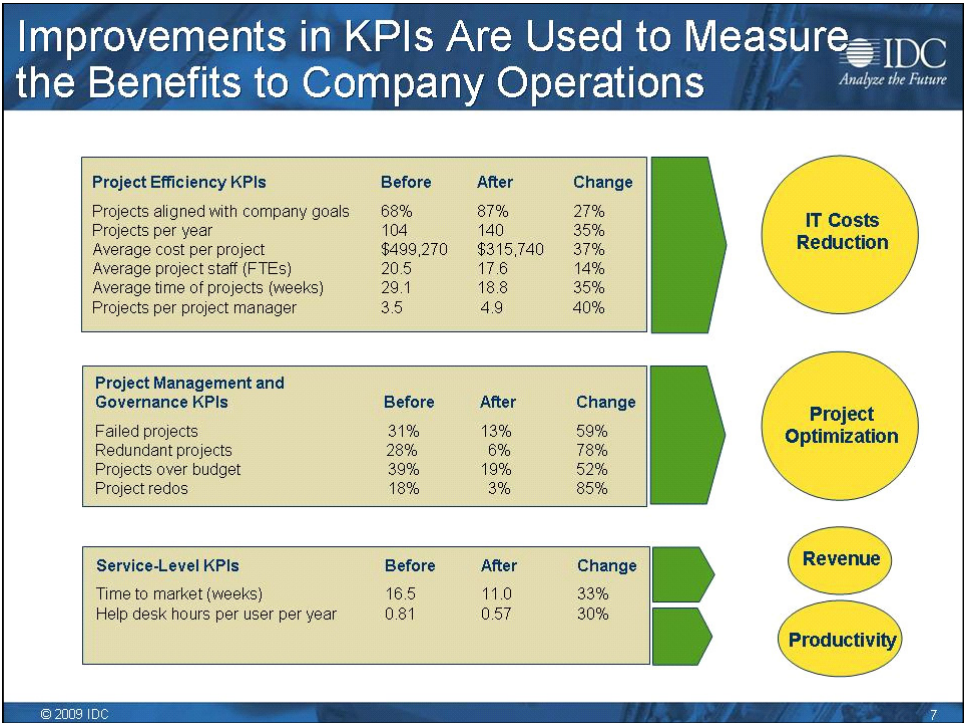 Improvements in KPIs Are Used to Measure
the Benefits to Company Operations
IDC
Analyze the Future
Project Efficiency KPIs Before After Change
Projects aligned with company goals 68% 87% 27%
Projects per year 104 140 35%
Average cost per project $499,270 $315,740 37%
Average project staff (FTEs) 20.5 17.6 14%
Average time of projects (weeks) 29.1 18.8 35%
Projects per project manager 3.5 4.9 40%
IT Costs
Reduction
Project Management and
Governance KPIs Before After Change
Failed projects 31% 13% 59%
Redundant projects 28% 6% 78%
Projects over budget 39% 19% 52%
Project redos 18% 3% 85%
Project
Optimization
Service-Level KPIs Before After Change
Time to market (weeks) 16.5 11.0 33%
Help desk hours per user per year 0.81 0.57 30%
Revenue
Productivity
© 2009 IDC
7